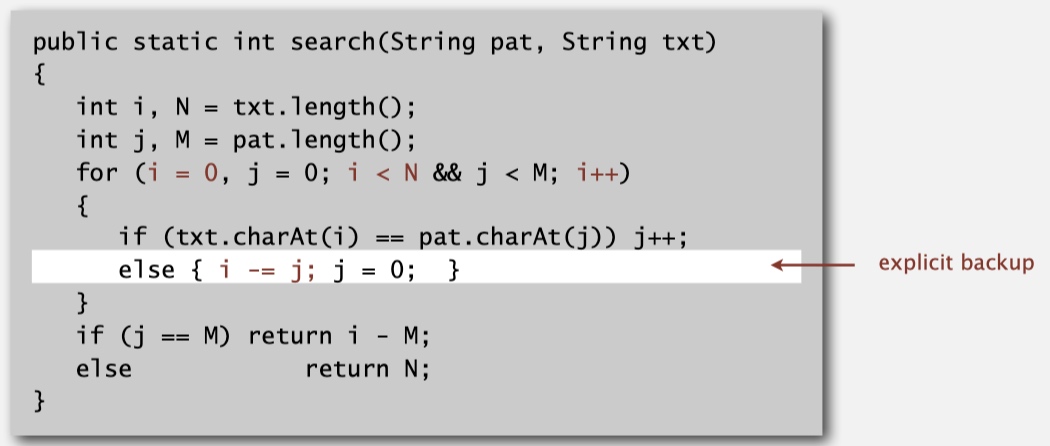 public static int search(String pat, String txt)
{
   int i, N = txt.length();
   int j, M = pat.length();
   for (i = 0, j = 0; i < N && j < M; i++)
   {
      if (txt.charAt(i) == pat.charAt(j)) j++;
      else { i -= j; j = 0;  }
   }
   if (j == M) return i - M;
   else            return N;
}
explicit backup